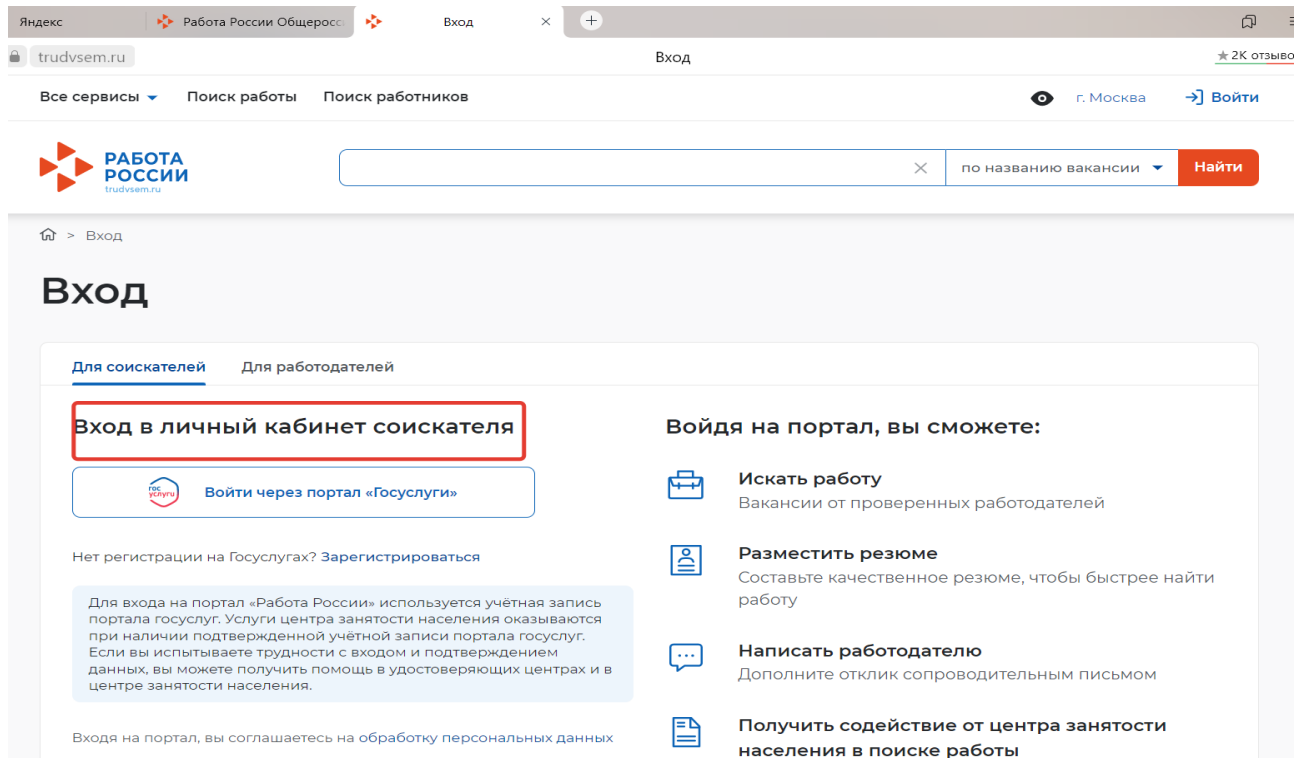 Яндекс
Работа России Общеросс
Вход
trudvsem.ru
Вход
★ 2K отзыво
Все сервисы
Поиск работы
Поиск работников
г. Москва
Войти
РАБОТА
РОССИИ
trudvsem.ru
по названию вакансии
Найти
> Вход
Вход
Для соискателей
Для работодателей
Вход в личный кабинет соискателя
гос
услуги
Войти через портал «Госуслуги»
Нет регистрации на Госуслугах? Зарегистрироваться
Для входа на портал «Работа России» используется учётная запись
портала госуслуг. Услуги центра занятости населения оказываются
при наличии подтвержденной учётной записи портала госуслуг.
Если вы испытываете трудности с входом и подтверждением
данных, вы можете получить помощь в удостоверяющих центрах и в
центре занятости населения.
Входя на портал, вы соглашаетесь на обработку персональных данных
Войдя на портал, вы сможете:
Искать работу
Вакансии от проверенных работодателей
Разместить резюме
Составьте качественное резюме, чтобы быстрее найти
работу
Написать работодателю
Дополните отклик сопроводительным письмом
Получить содействие от центра занятости
населения в поиске работы